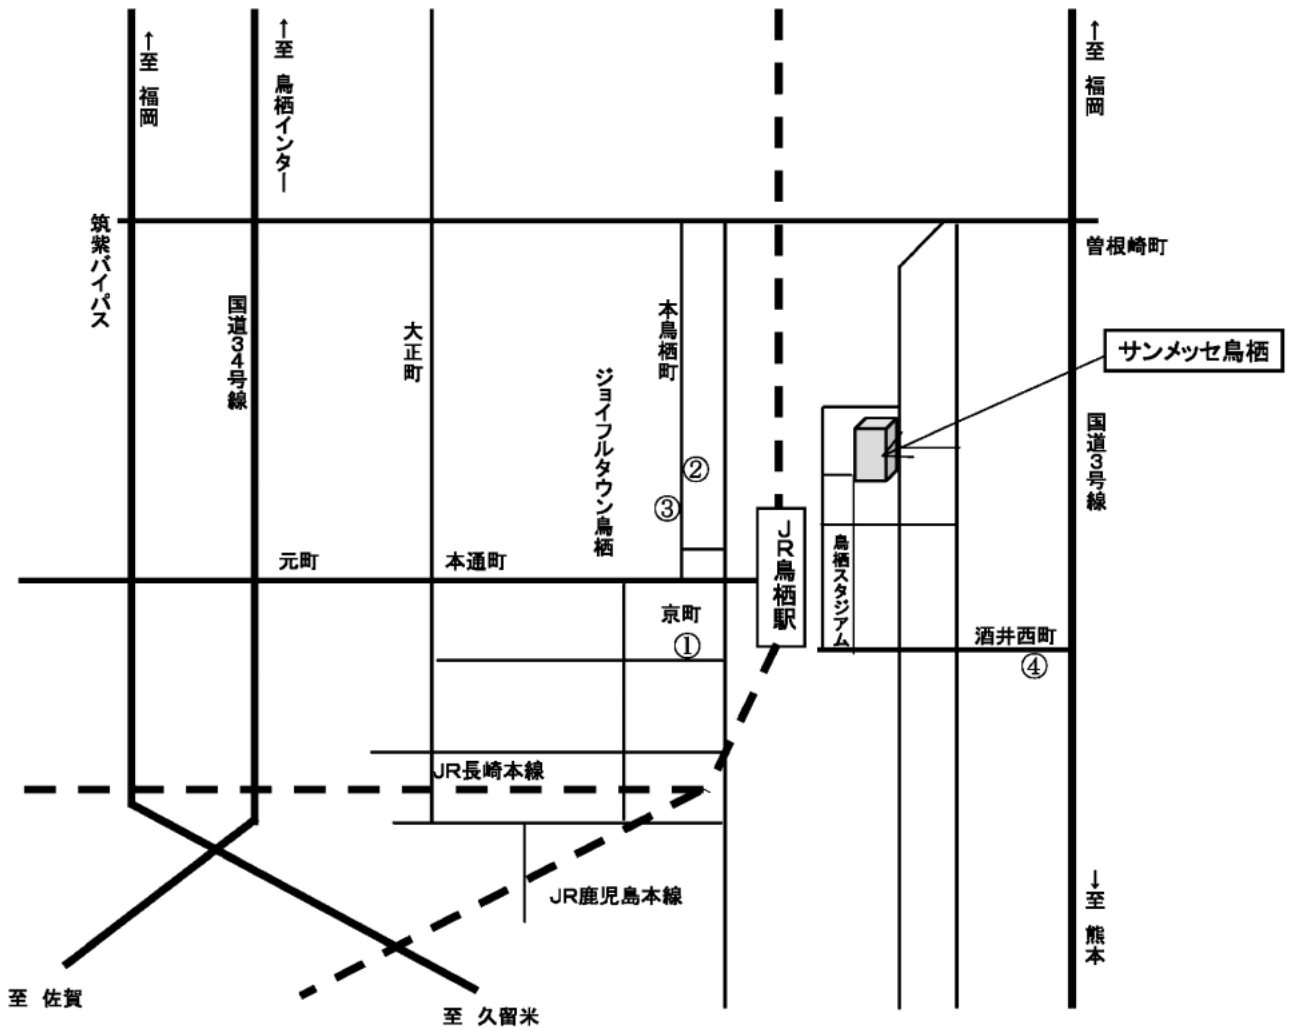 ↑至 福岡
↑至 鳥栖インター
↑至 福岡
筑紫バイパス
曽根崎町
国道34号線
大正町
本鳥栖町
サンメッセ鳥栖
ジョイフルタウン鳥栖
国道3号線
②
③
JR鳥栖駅
鳥栖スタジアム
元町
本通町
京町
①
酒井西町
④
JR長崎本線
JR鹿児島本線
↓至 熊本
至 佐賀
至 久留米